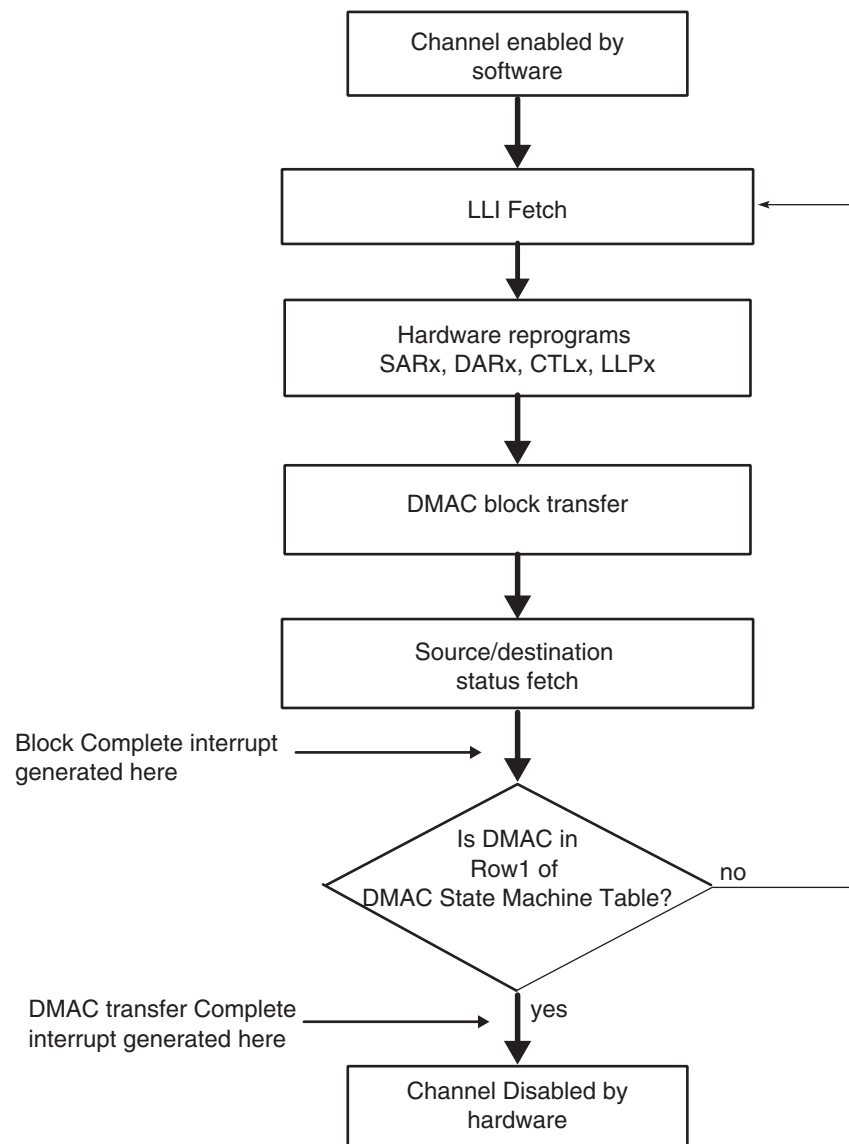 Channel enabled by
software
LLI Fetch
Hardware reprograms
SARx, DARx, CTLx, LLPx
DMAC block transfer
Source/destination
status fetch
Block Complete interrupt
generated here
Is DMAC in
Row1 of
DMAC State Machine Table?
no
DMAC transfer Complete
interrupt generated here
yes
Channel Disabled by
hardware